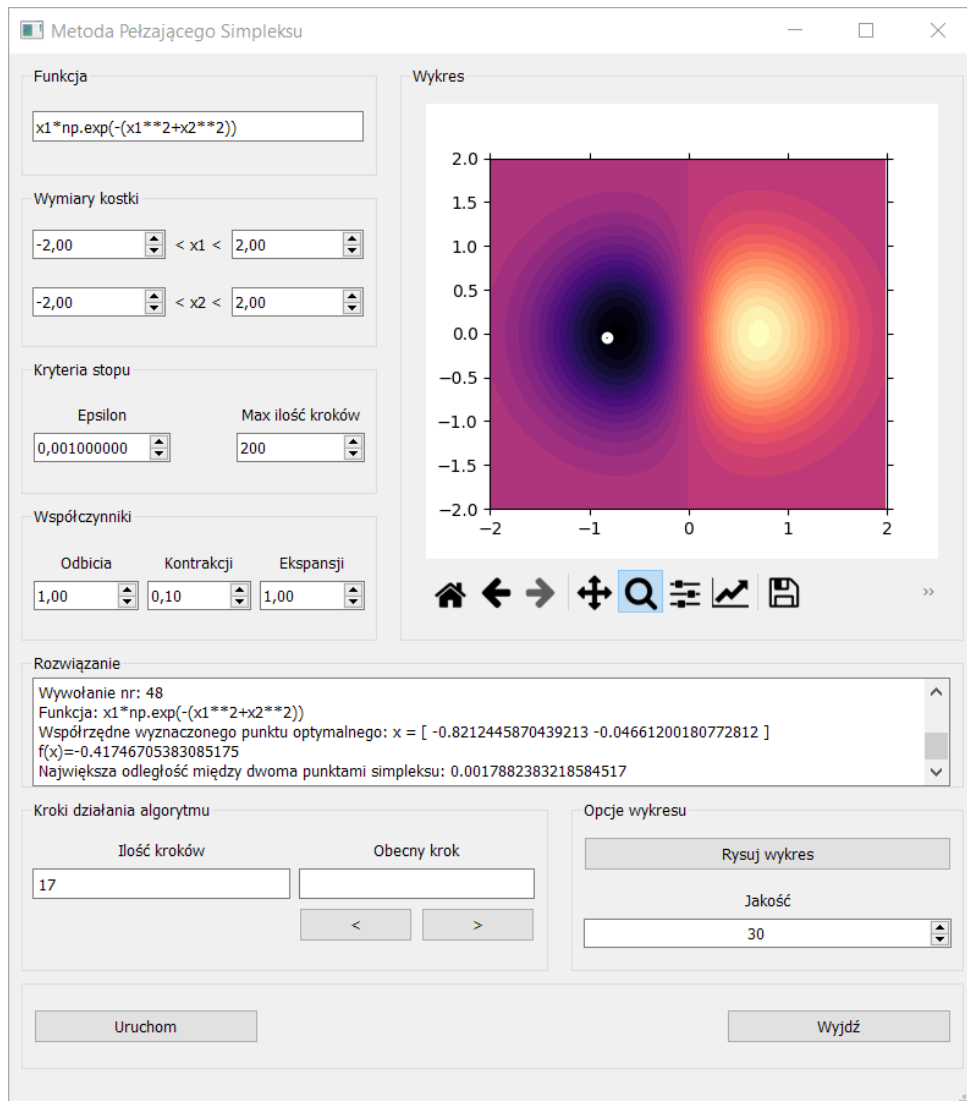 Metoda Pełzającego Simpleksu
Funkcja
x1*np.exp(-(x1**2+x2**2))
Wymiary kostki
-2,00 < x1 < 2,00
-2,00 < x2 < 2,00
Kryteria stopu
Epsilon Max ilość kroków
0,001000000 200
Współczynniki
Odbicia Kontrakcji Ekspansji
1,00 0,10 1,00
Wykres
2.0
1.5
1.0
0.5
0.0
−0.5
−1.0
−1.5
−2.0
−2 −1 0 1 2
Rozwiązanie
Wywołanie nr: 48
Funkcja: x1*np.exp(-(x1**2+x2**2))
Współrzędne wyznaczonego punktu optymalnego: x = [ -0.8212445870439213 -0.04661200180772812 ]
f(x)=-0.41746705383085175
Największa odległość między dwoma punktami simpleksu: 0.0017882383218584517
Kroki działania algorytmu
Ilość kroków Obecny krok
17
< >
Opcje wykresu
Rysuj wykres
Jakość
30
Uruchom Wyjdź